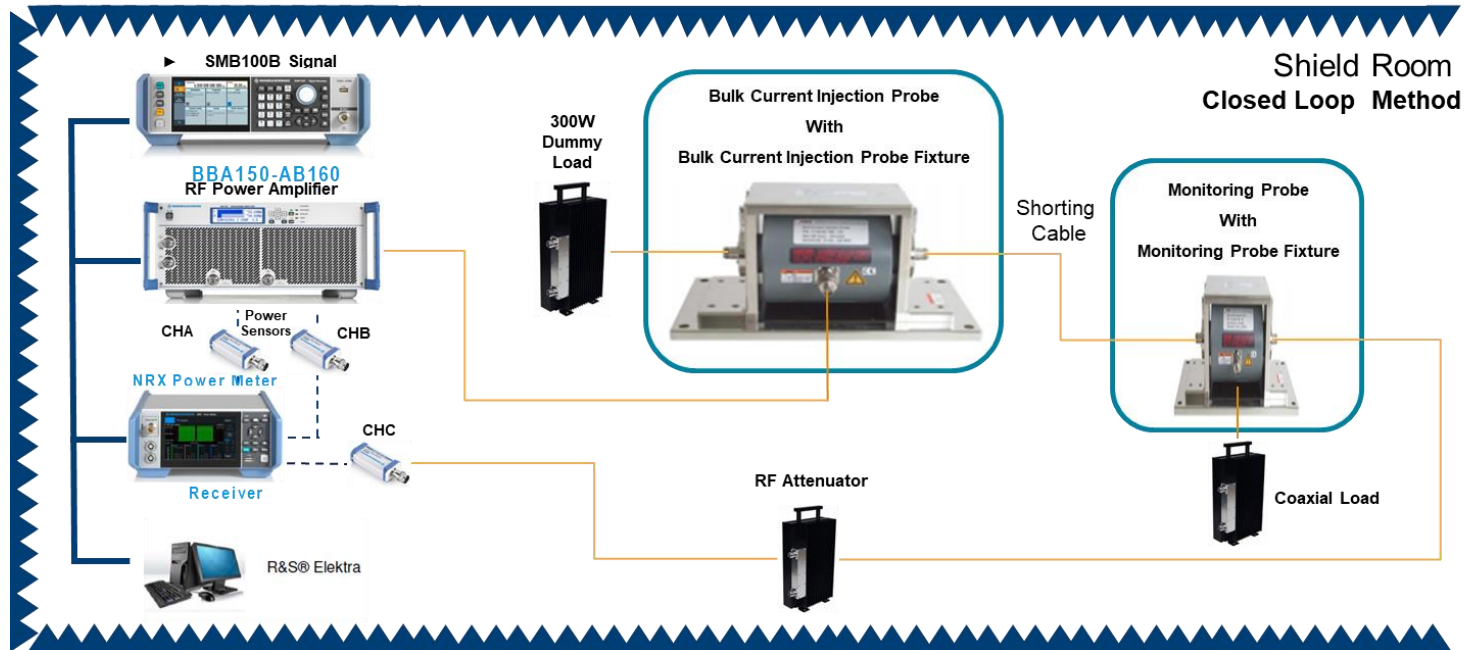 Shield Room
Closed Loop Method
► SMB100B Signal
BBA150-AB160
RF Power Amplifier
CHA
Power
Sensors
CHB
NRX Power Meter
CHC
Receiver
R&S® Elektra
300W
Dummy
Load
Bulk Current Injection Probe
With
Bulk Current Injection Probe Fixture
Shorting
Cable
Monitoring Probe
With
Monitoring Probe Fixture
RF Attenuator
Coaxial Load